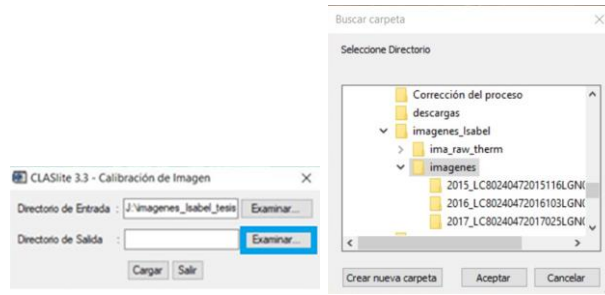 CLASlite 3.3 - Calibración de Imagen
Directorio de Entrada : J:\imagenes_Isabel_tesis Examinar...
Directorio de Salida : Examinar...
Cargar Salir
Buscar carpeta
Seleccione Directorio
Corrección del proceso
descargas
imagenes_Isabel
ima_raw_therm
imagenes
2015_LC80240472015116LGN(
2016_LC80240472016103LGN(
2017_LC80240472017025LGN(
Crear nueva carpeta Aceptar Cancelar